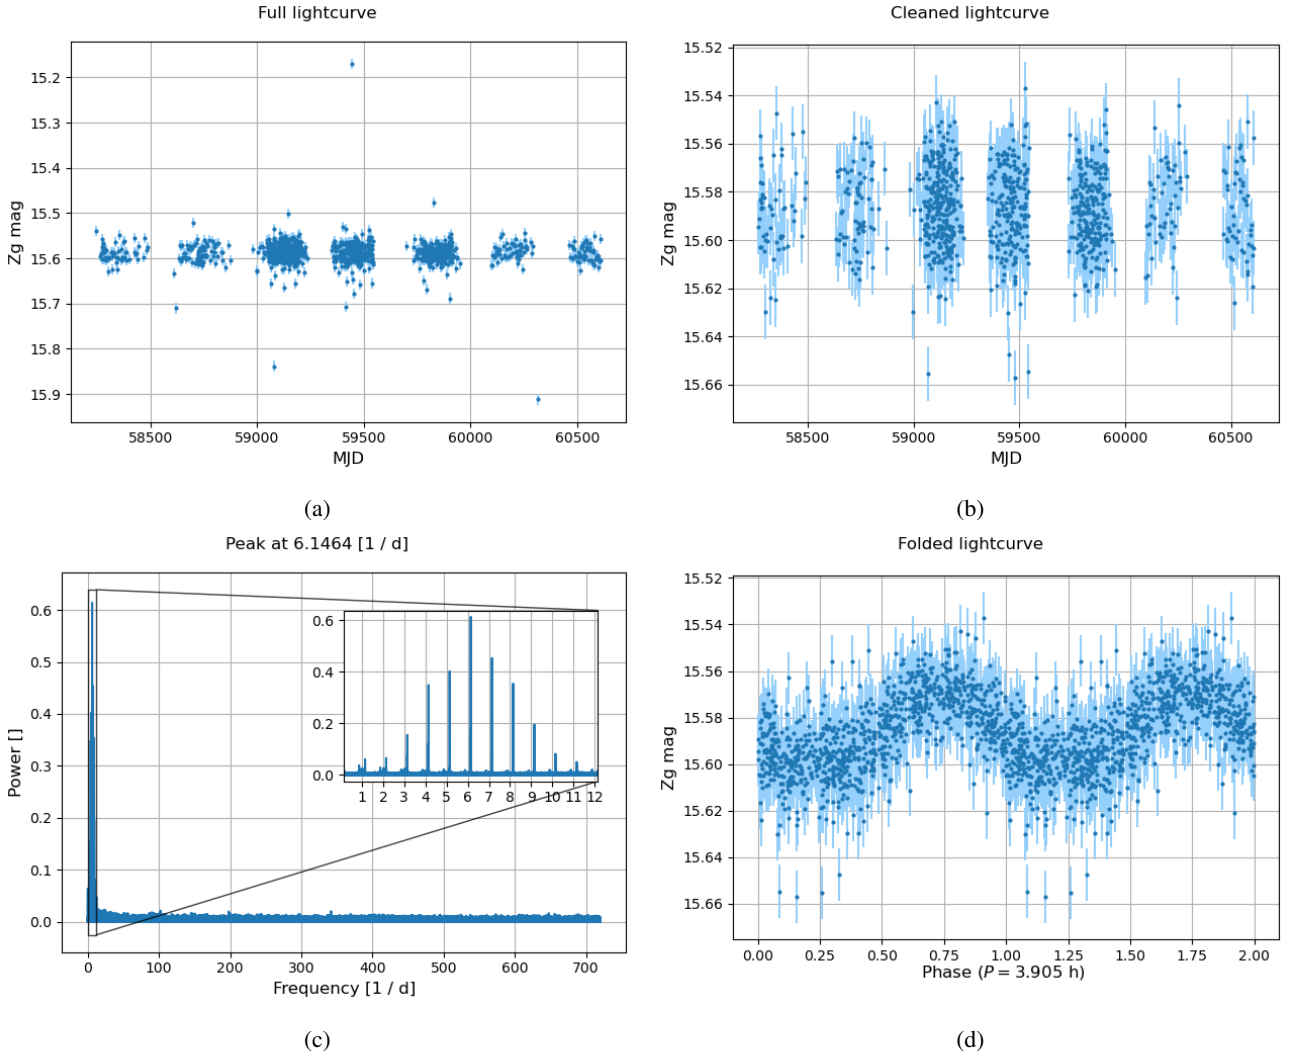 Full lightcurve
15.2
15.3
15.4
15.5
15.6
15.7
15.8
15.9
Zg mag
58500 59000 59500 60000 60500
MJD
(a)
Cleaned lightcurve
15.52
15.54
15.56
15.58
15.60
15.62
15.64
15.66
Zg mag
58500 59000 59500 60000 60500
MJD
(b)
Peak at 6.1464 [1 / d]
0.6
0.5
0.4
0.3
0.2
0.1
0.0
Power []
0.6
0.4
0.2
0.0
1 2 3 4 5 6 7 8 9 10 11 12
0 100 200 300 400 500 600 700
Frequency [1 / d]
(c)
Folded lightcurve
15.52
15.54
15.56
15.58
15.60
15.62
15.64
15.66
Zg mag
0.00 0.25 0.50 0.75 1.00 1.25 1.50 1.75 2.00
Phase (P = 3.905 h)
(d)